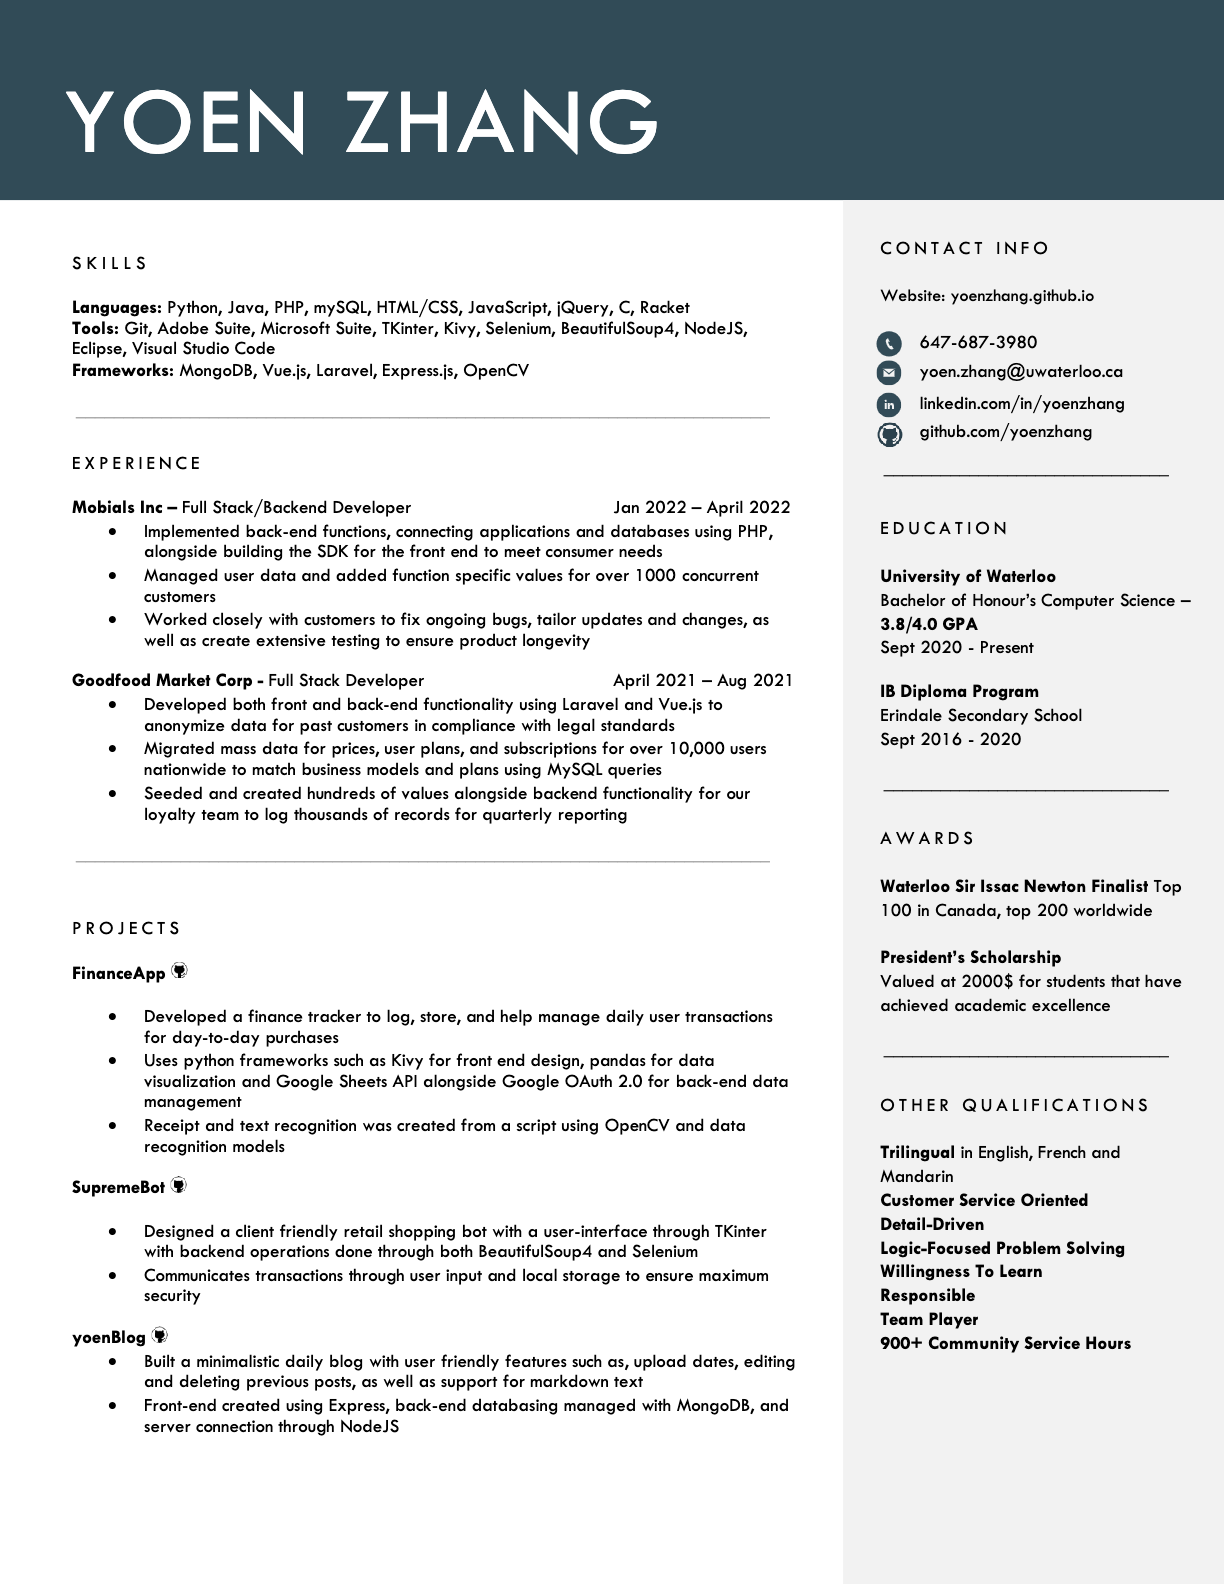 YOEN ZHANG
SKILLS
Languages: Python, Java, PHP, mySQL, HTML/CSS, JavaScript, jQuery, C, Racket
Tools: Git, Adobe Suite, Microsoft Suite, TKinter, Kivy, Selenium, BeautifulSoup4, NodeJS,
Eclipse, Visual Studio Code
Frameworks: MongoDB, Vue.js, Laravel, Express.js, OpenCV
EXPERIENCE
Mobials Inc – Full Stack/Backend Developer Jan 2022 – April 2022
• Implemented back-end functions, connecting applications and databases using PHP,
alongside building the SDK for the front end to meet consumer needs
• Managed user data and added function specific values for over 1000 concurrent
customers
• Worked closely with customers to fix ongoing bugs, tailor updates and changes, as
well as create extensive testing to ensure product longevity
Goodfood Market Corp - Full Stack Developer April 2021 – Aug 2021
• Developed both front and back-end functionality using Laravel and Vue.js to
anonymize data for past customers in compliance with legal standards
• Migrated mass data for prices, user plans, and subscriptions for over 10,000 users
nationwide to match business models and plans using MySQL queries
• Seeded and created hundreds of values alongside backend functionality for our
loyalty team to log thousands of records for quarterly reporting
PROJECTS
FinanceApp
• Developed a finance tracker to log, store, and help manage daily user transactions
for day-to-day purchases
• Uses python frameworks such as Kivy for front end design, pandas for data
visualization and Google Sheets API alongside Google OAuth 2.0 for back-end data
management
• Receipt and text recognition was created from a script using OpenCV and data
recognition models
SupremeBot
• Designed a client friendly retail shopping bot with a user-interface through TKinter
with backend operations done through both BeautifulSoup4 and Selenium
• Communicates transactions through user input and local storage to ensure maximum
security
yoenBlog
• Built a minimalistic daily blog with user friendly features such as, upload dates, editing
and deleting previous posts, as well as support for markdown text
• Front-end created using Express, back-end databasing managed with MongoDB, and
server connection through NodeJS
CONTACT INFO
Website: yoenzhang.github.io
647-687-3980
yoen.zhang@uwaterloo.ca
in linkedin.com/in/yoenzhang
github.com/yoenzhang
EDUCATION
University of Waterloo
Bachelor of Honour's Computer Science –
3.8/4.0 GPA
Sept 2020 - Present
IB Diploma Program
Erindale Secondary School
Sept 2016 - 2020
AWARDS
Waterloo Sir Issac Newton Finalist Top
100 in Canada, top 200 worldwide
President's Scholarship
Valued at 2000$ for students that have
achieved academic excellence
OTHER QUALIFICATIONS
Trilingual in English, French and
Mandarin
Customer Service Oriented
Detail-Driven
Logic-Focused Problem Solving
Willingness To Learn
Responsible
Team Player
900+ Community Service Hours